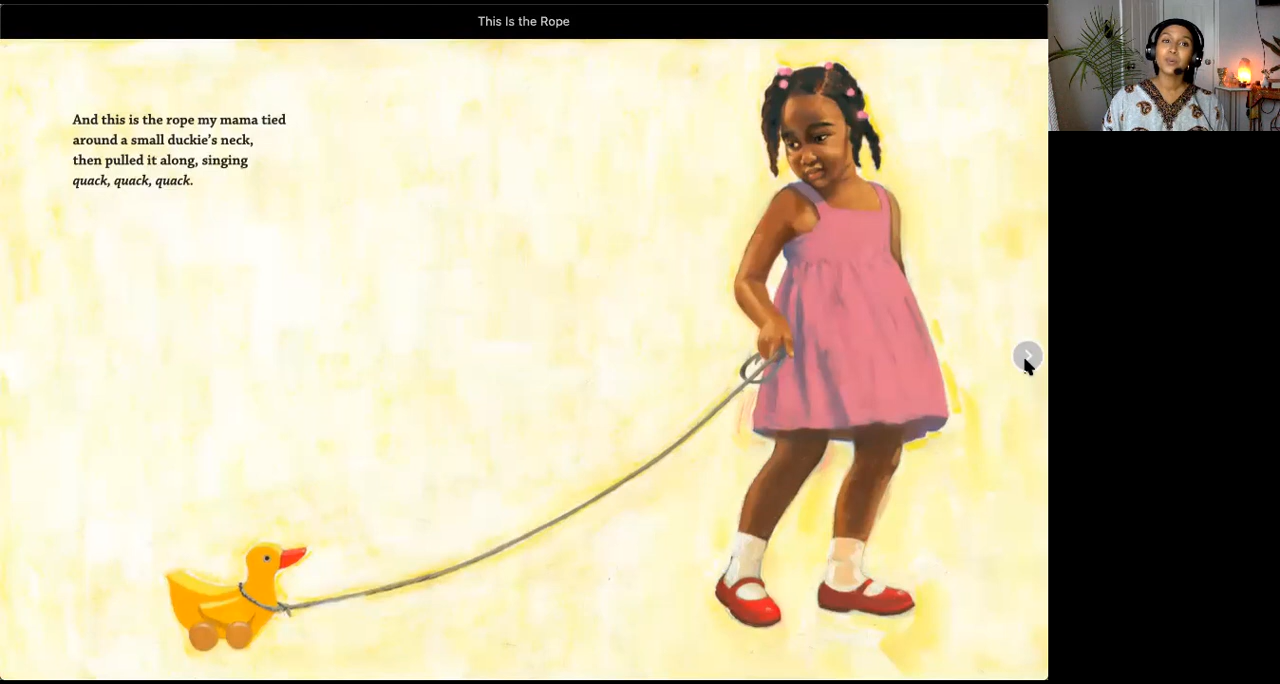 This Is the Rope
And this is the rope my mama tied
around a small duckie's neck,
then pulled it along, singing
quack, quack, quack.